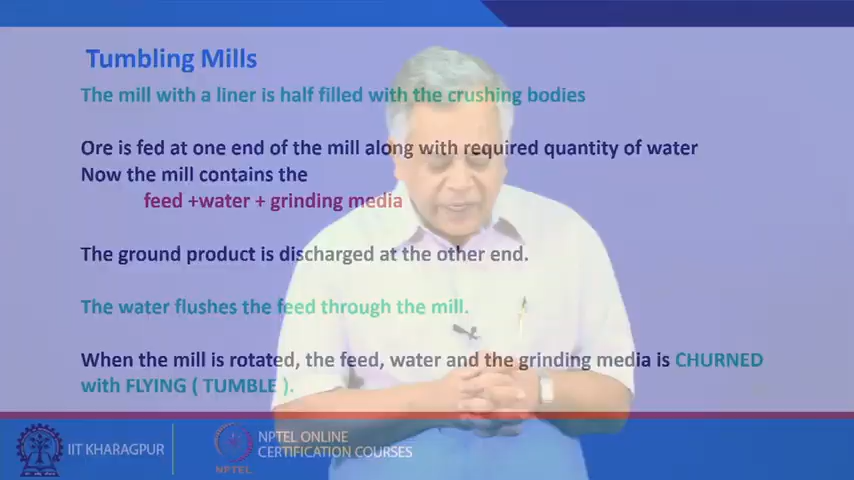 Tumbling Mills
The mill with a liner is half filled with the crushing bodies
Ore is fed at one end of the mill along with required quantity of water
Now the mill contains the
feed +water + grinding media
The ground product is discharged at the other end.
The water flushes the feed through the mill.
When the mill is rotated, the feed, water and the grinding media is CHURNED
with FLYING ( TUMBLE ).
IIT KHARAGPUR
NPTEL
NPTEL ONLINE
CERTIFICATION COURSES